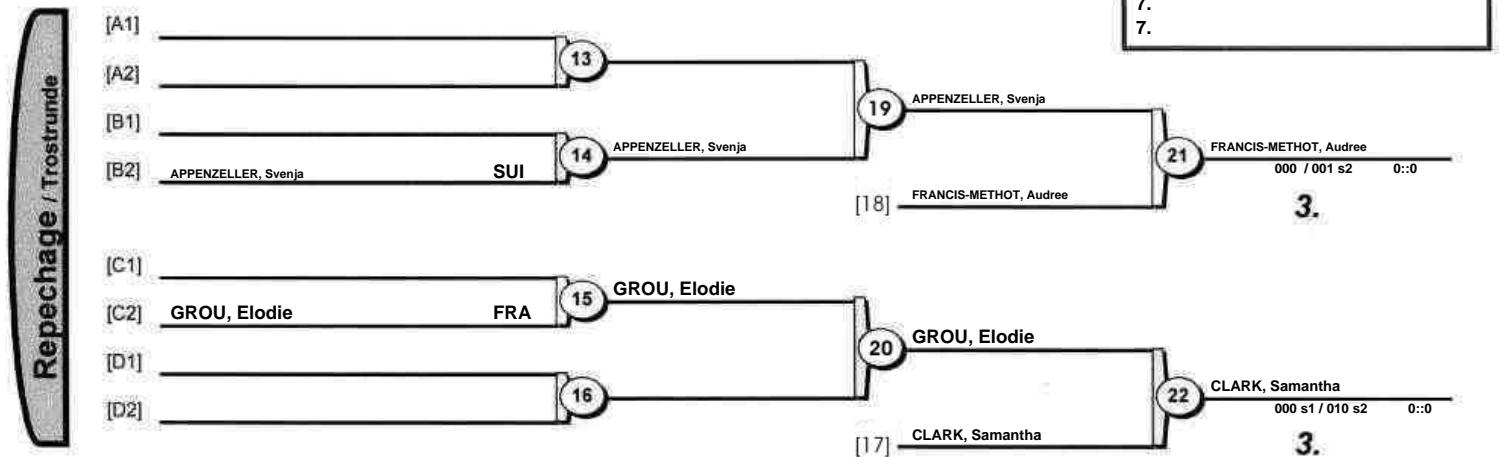 7.
7.
Repechage / Trostrunde
[A1]
13
[A2]
[B1]
14
APPENZELLER, Svenja
[B2]
APPENZELLER, Svenja SUI
19
APPENZELLER, Svenja
[18] FRANCIS-METHOT, Audree
21
FRANCIS-METHOT, Audree
000 / 001 s2 0::0
3.
[C1]
15
GROU, Elodie
[C2] GROU, Elodie FRA
[D1]
16
[D2]
20
GROU, Elodie
[17] CLARK, Samantha
22
CLARK, Samantha
000 s1 / 010 s2 0::0
3.